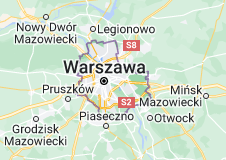 Nowy Dwór
Mazowiecki
Legionowo
S8
Warszawa
Pruszków
S2
Mińsk
Mazowiecki
Piaseczno
Otwock
Grodzisk
Mazowiecki